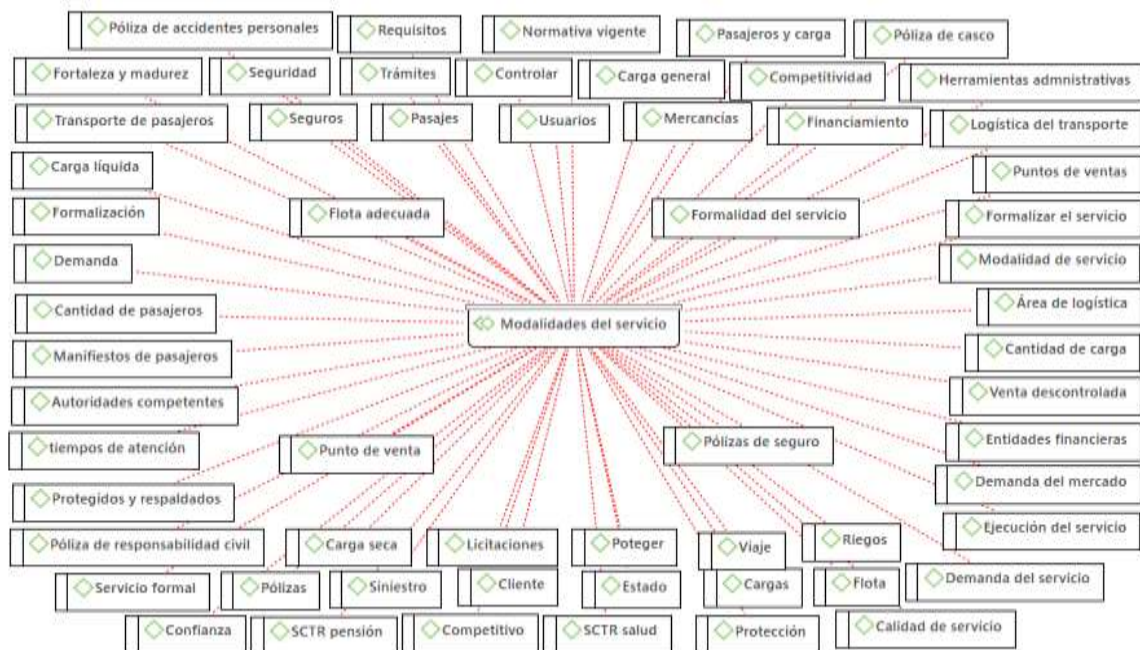 Póliza de accidentes personales
Requisitos
Normativa vigente
Pasajeros y carga
Póliza de casco
Fortaleza y madurez
Seguridad
Trámites
Controlar
Carga general
Competitividad
Herramientas admnistrativas
Transporte de pasajeros
Seguros
Pasajes
Usuarios
Mercancías
Financiamiento
Logística del transporte
Carga líquida
Puntos de ventas
Formalización
Flota adecuada
Formalidad del servicio
Formalizar el servicio
Demanda
Modalidad de servicio
Cantidad de pasajeros
Modalidades del servicio
Área de logística
Manifiestos de pasajeros
Cantidad de carga
Autoridades competentes
Venta descontrolada
tiempos de atención
Punto de venta
Pólizas de seguro
Entidades financieras
Protegidos y respaldados
Demanda del mercado
Póliza de responsabilidad civil
Carga seca
Licitaciones
Poteger
Viaje
Riegos
Ejecución del servicio
Servicio formal
Pólizas
Siniestro
Cliente
Estado
Cargas
Flota
Demanda del servicio
Confianza
SCTR pensión
Competitivo
SCTR salud
Protección
Calidad de servicio